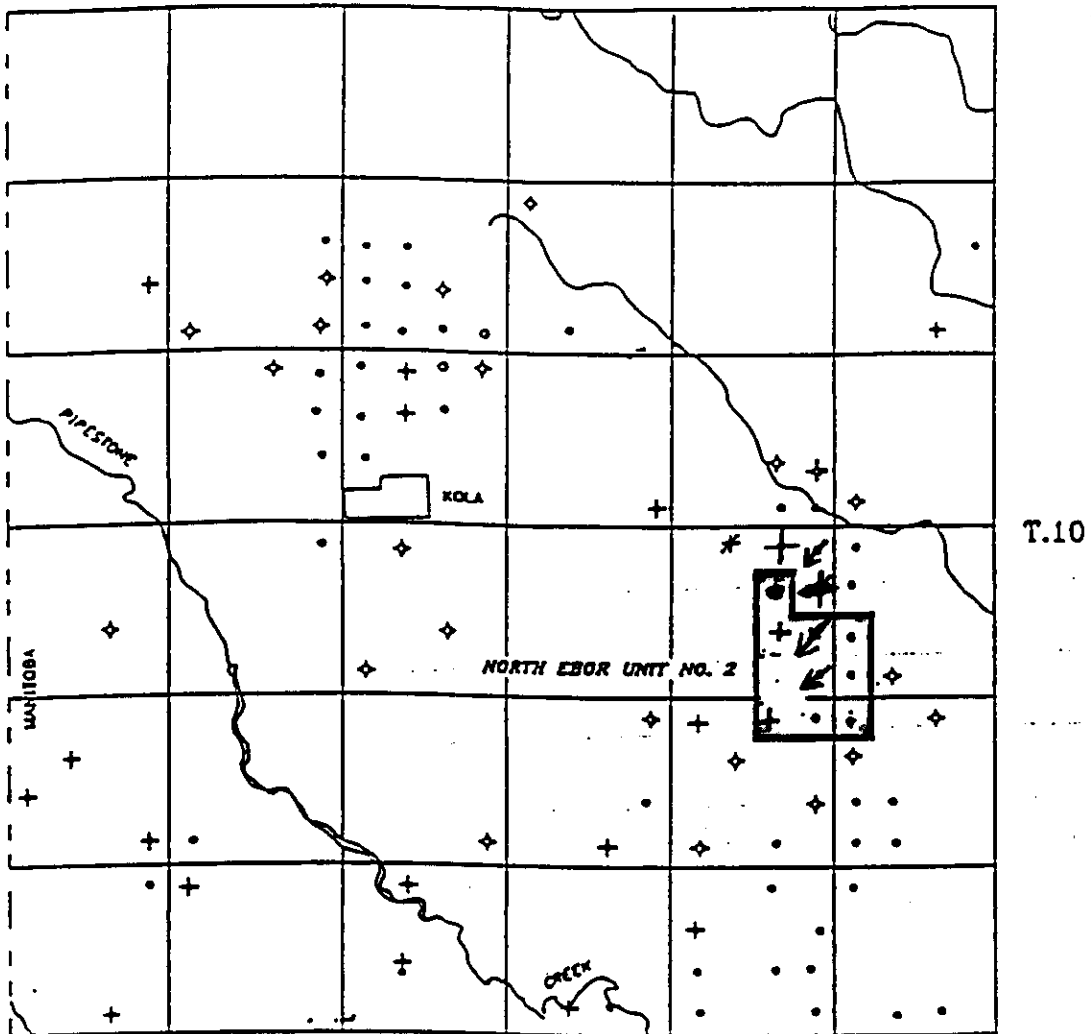 T.10
PIPESTONE
KOLA
MANITOBA
NORTH EBOR UNIT NO. 2
CREEK